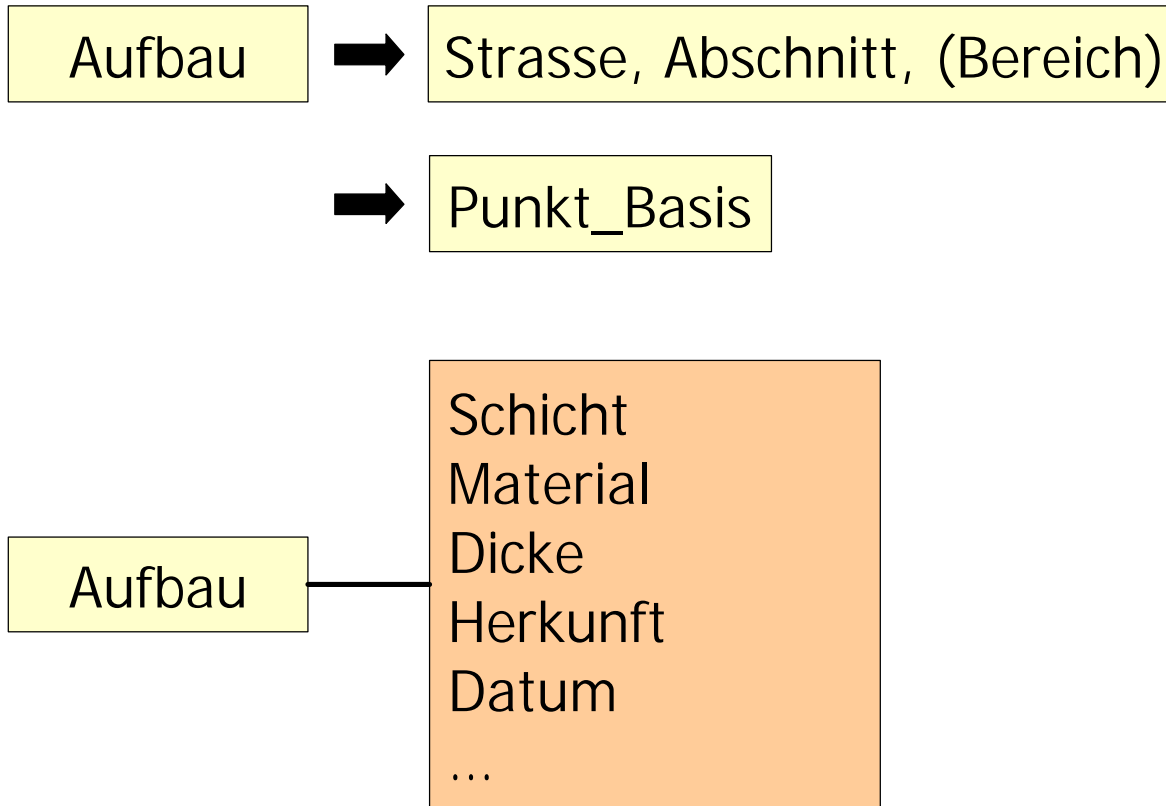 Aufbau
Strasse, Abschnitt, (Bereich)
Punkt_Basis
Aufbau
Schicht
Material
Dicke
Herkunft
Datum
...